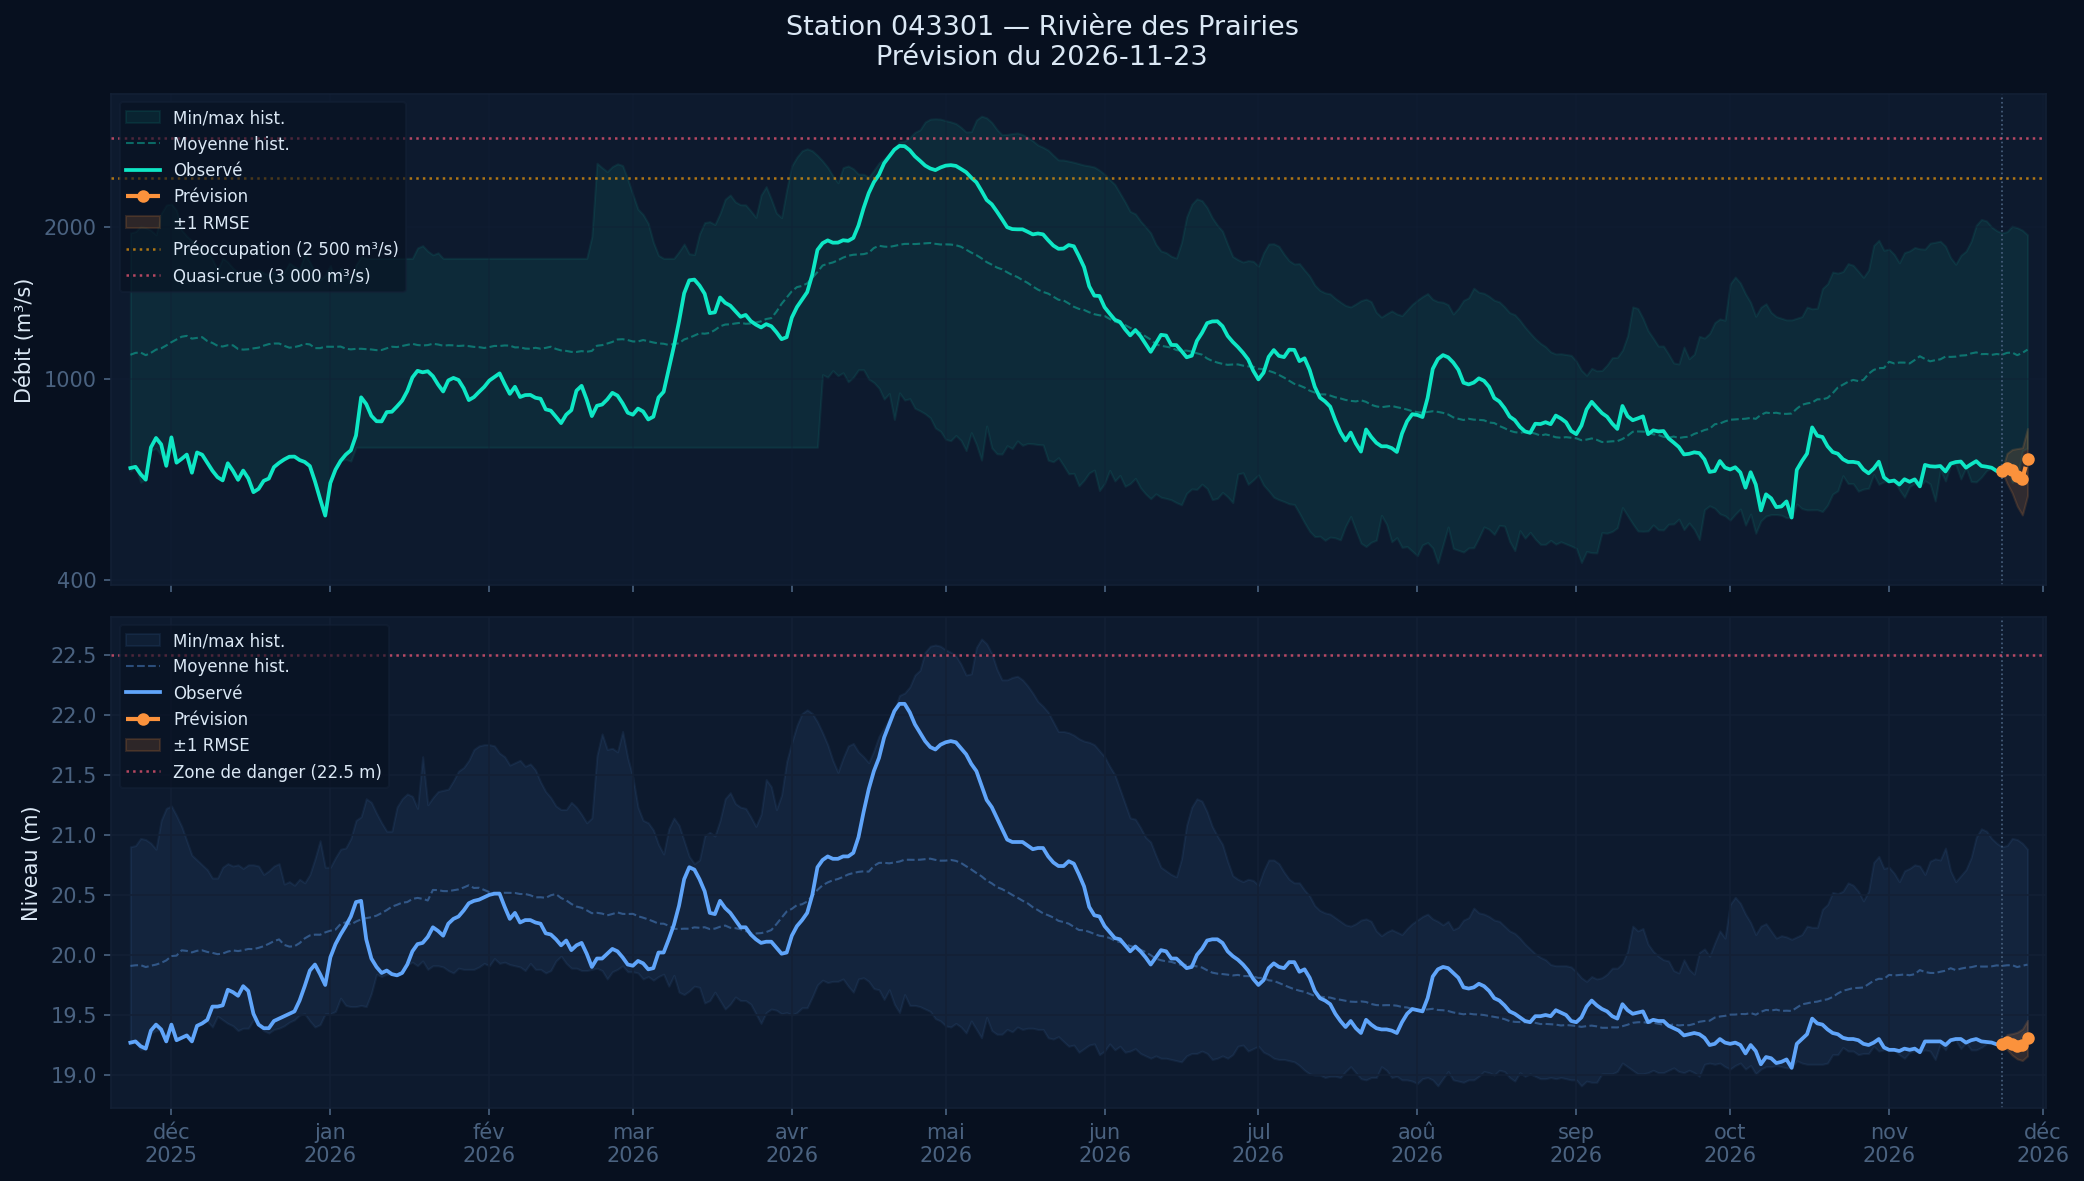 Station 043301 — Rivière des Prairies
Prévision du 2026-11-23
Débit (m³/s)
2000
1000
400
Min/max hist.
Moyenne hist.
Observé
Prévision
±1 RMSE
Préoccupation (2 500 m³/s)
Quasi-crue (3 000 m³/s)
Niveau (m)
22.5
22.0
21.5
21.0
20.5
20.0
19.5
19.0
Min/max hist.
Moyenne hist.
Observé
Prévision
±1 RMSE
Zone de danger (22.5 m)
déc jan fév mar avr mai jun jul aoû sep oct nov déc
2025 2026 2026 2026 2026 2026 2026 2026 2026 2026 2026 2026 2026